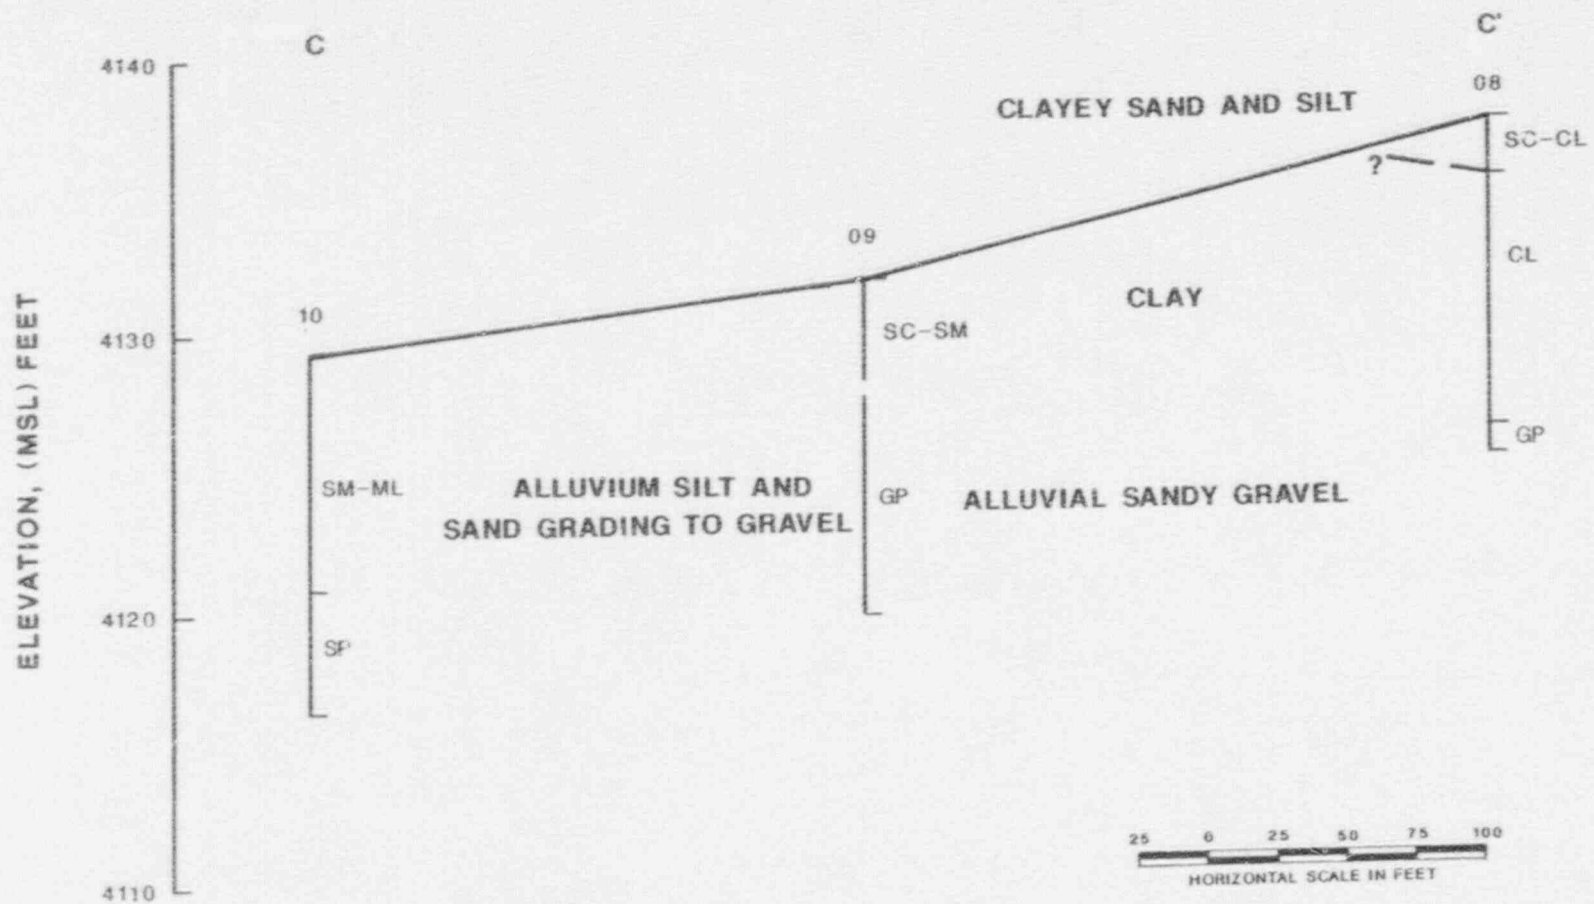 C
C'
4140
08
CLAYEY SAND AND SILT
SC-CL
?
09
CL
CLAY
10
SC-SM
4130
ELEVATION, (MSL) FEET
GP
SM-ML
ALLUVIUM SILT AND
SAND GRADING TO GRAVEL
GP
ALLUVIAL SANDY GRAVEL
4120
SP
25 0 25 50 75 100
HORIZONTAL SCALE IN FEET
4110